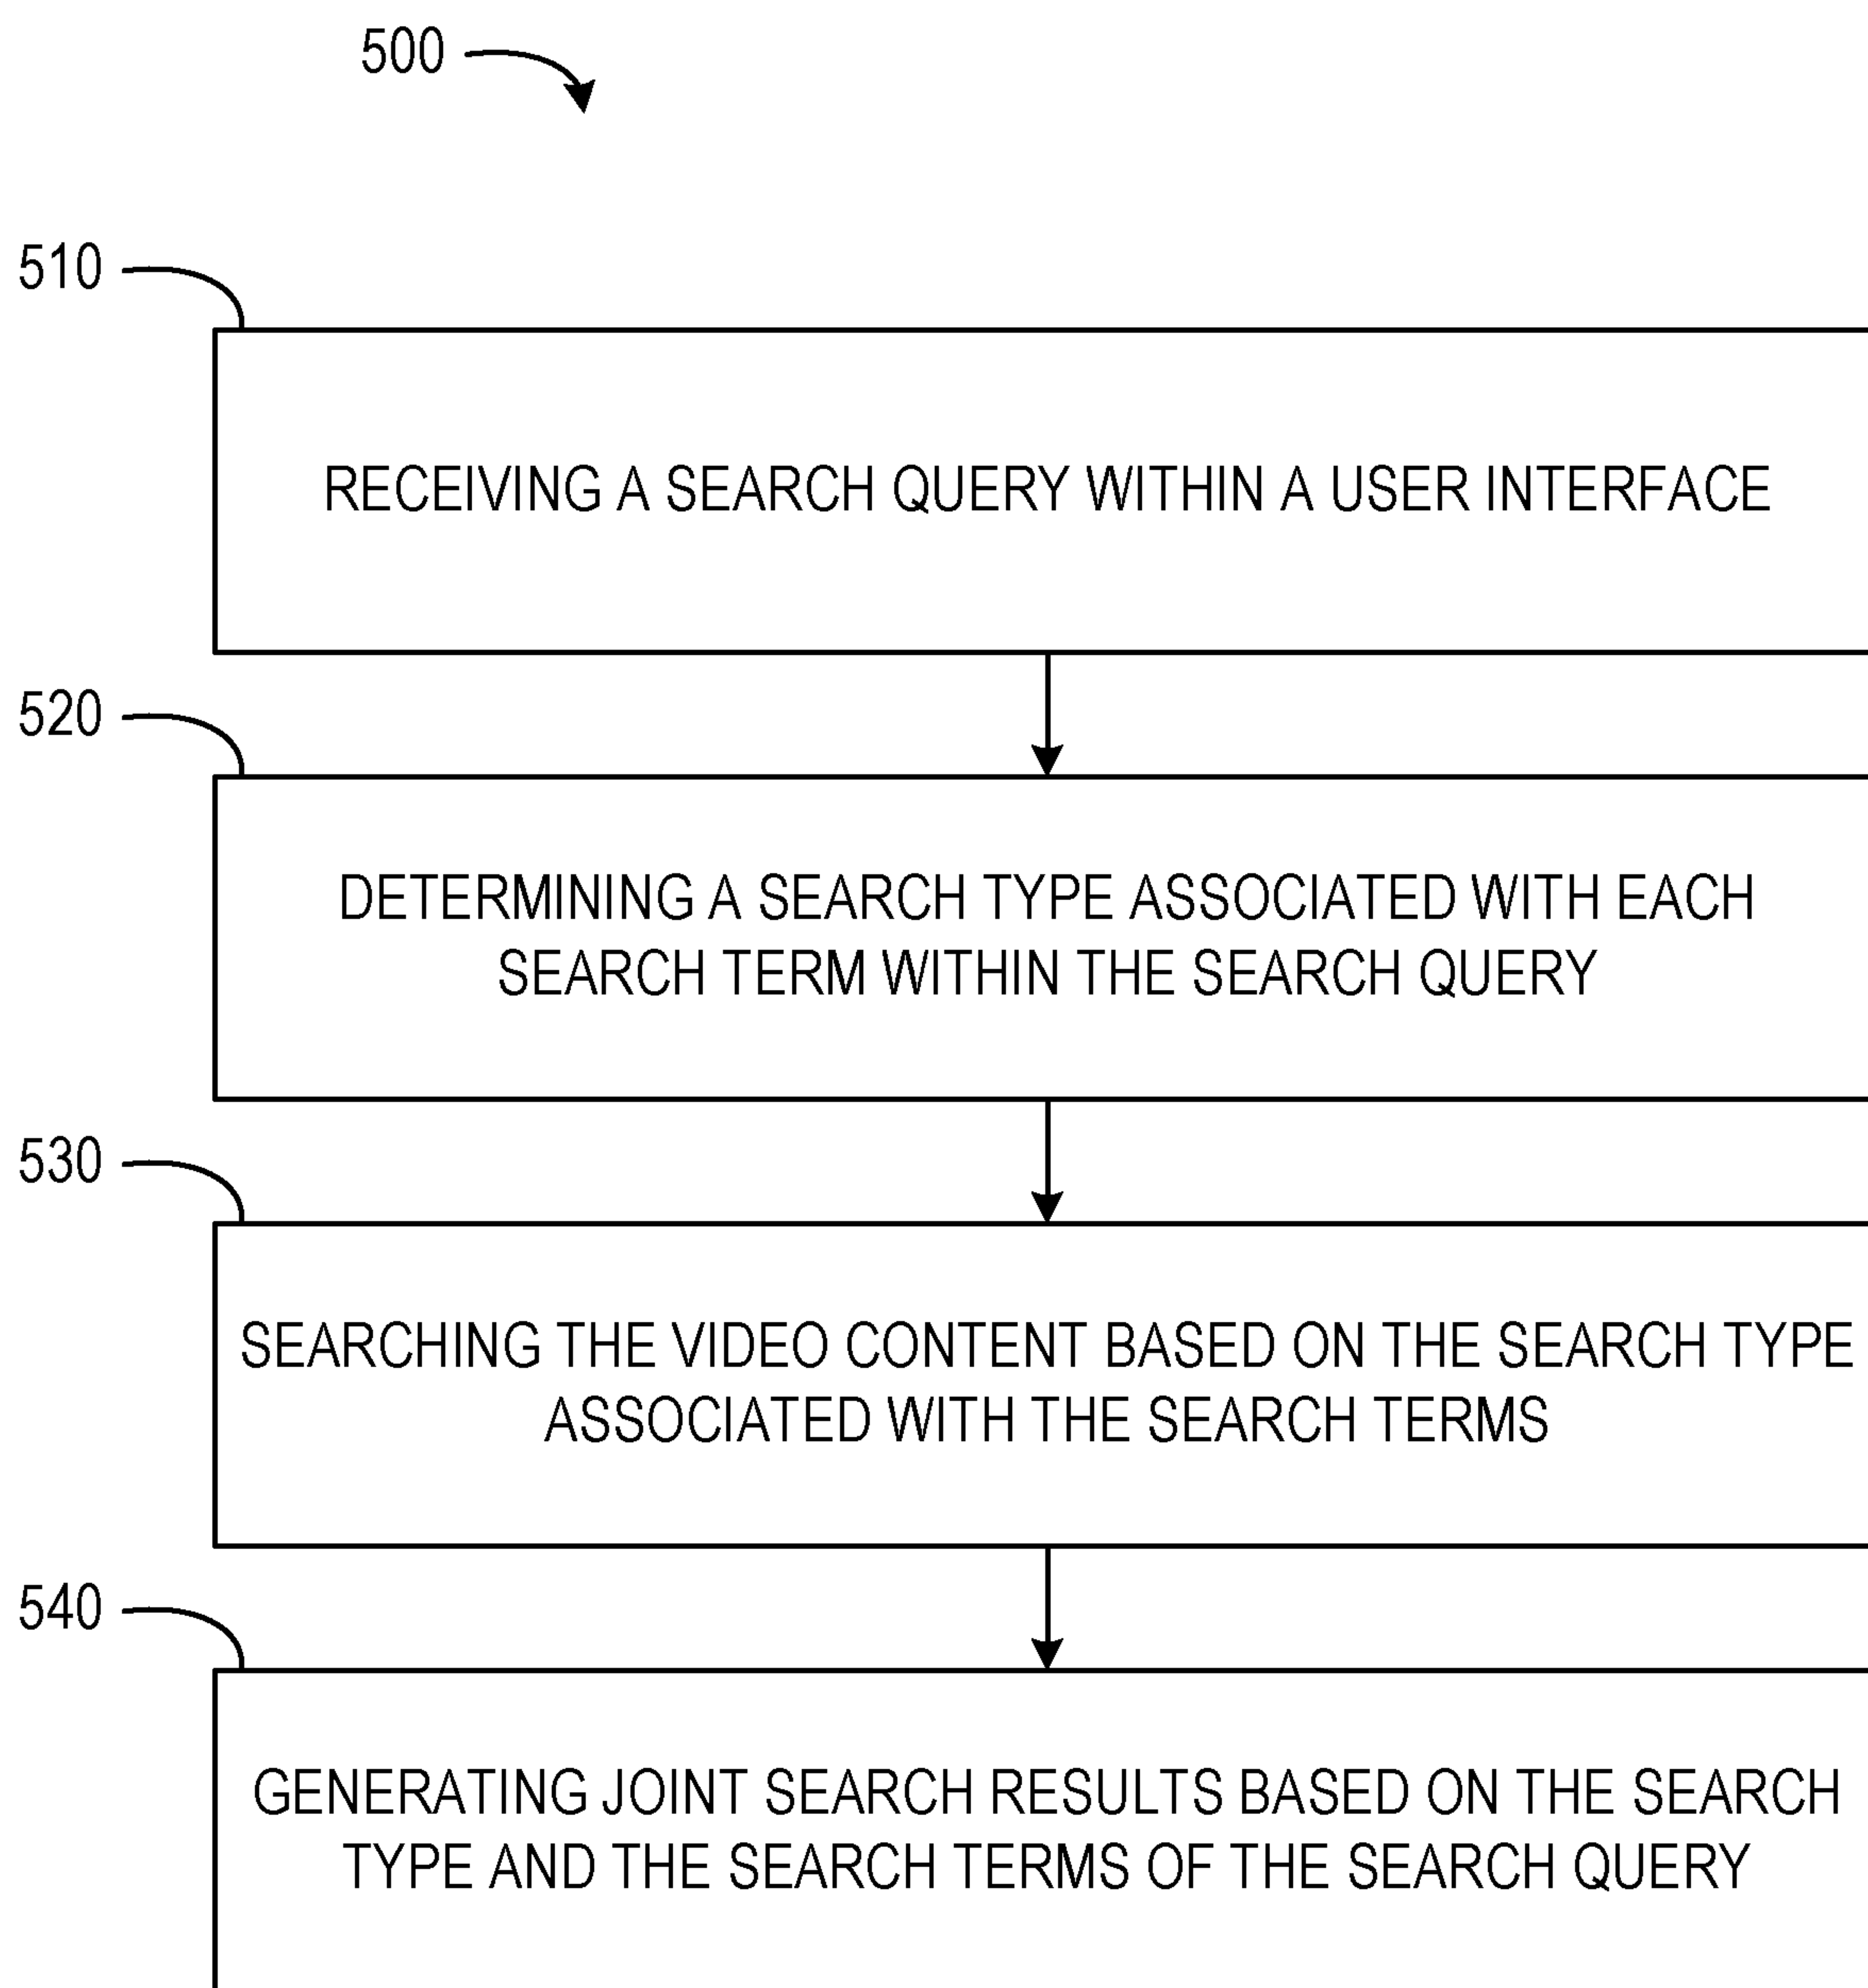 500
510
RECEIVING A SEARCH QUERY WITHIN A USER INTERFACE
520
DETERMINING A SEARCH TYPE ASSOCIATED WITH EACH
SEARCH TERM WITHIN THE SEARCH QUERY
530
SEARCHING THE VIDEO CONTENT BASED ON THE SEARCH TYPE
ASSOCIATED WITH THE SEARCH TERMS
540
GENERATING JOINT SEARCH RESULTS BASED ON THE SEARCH
TYPE AND THE SEARCH TERMS OF THE SEARCH QUERY